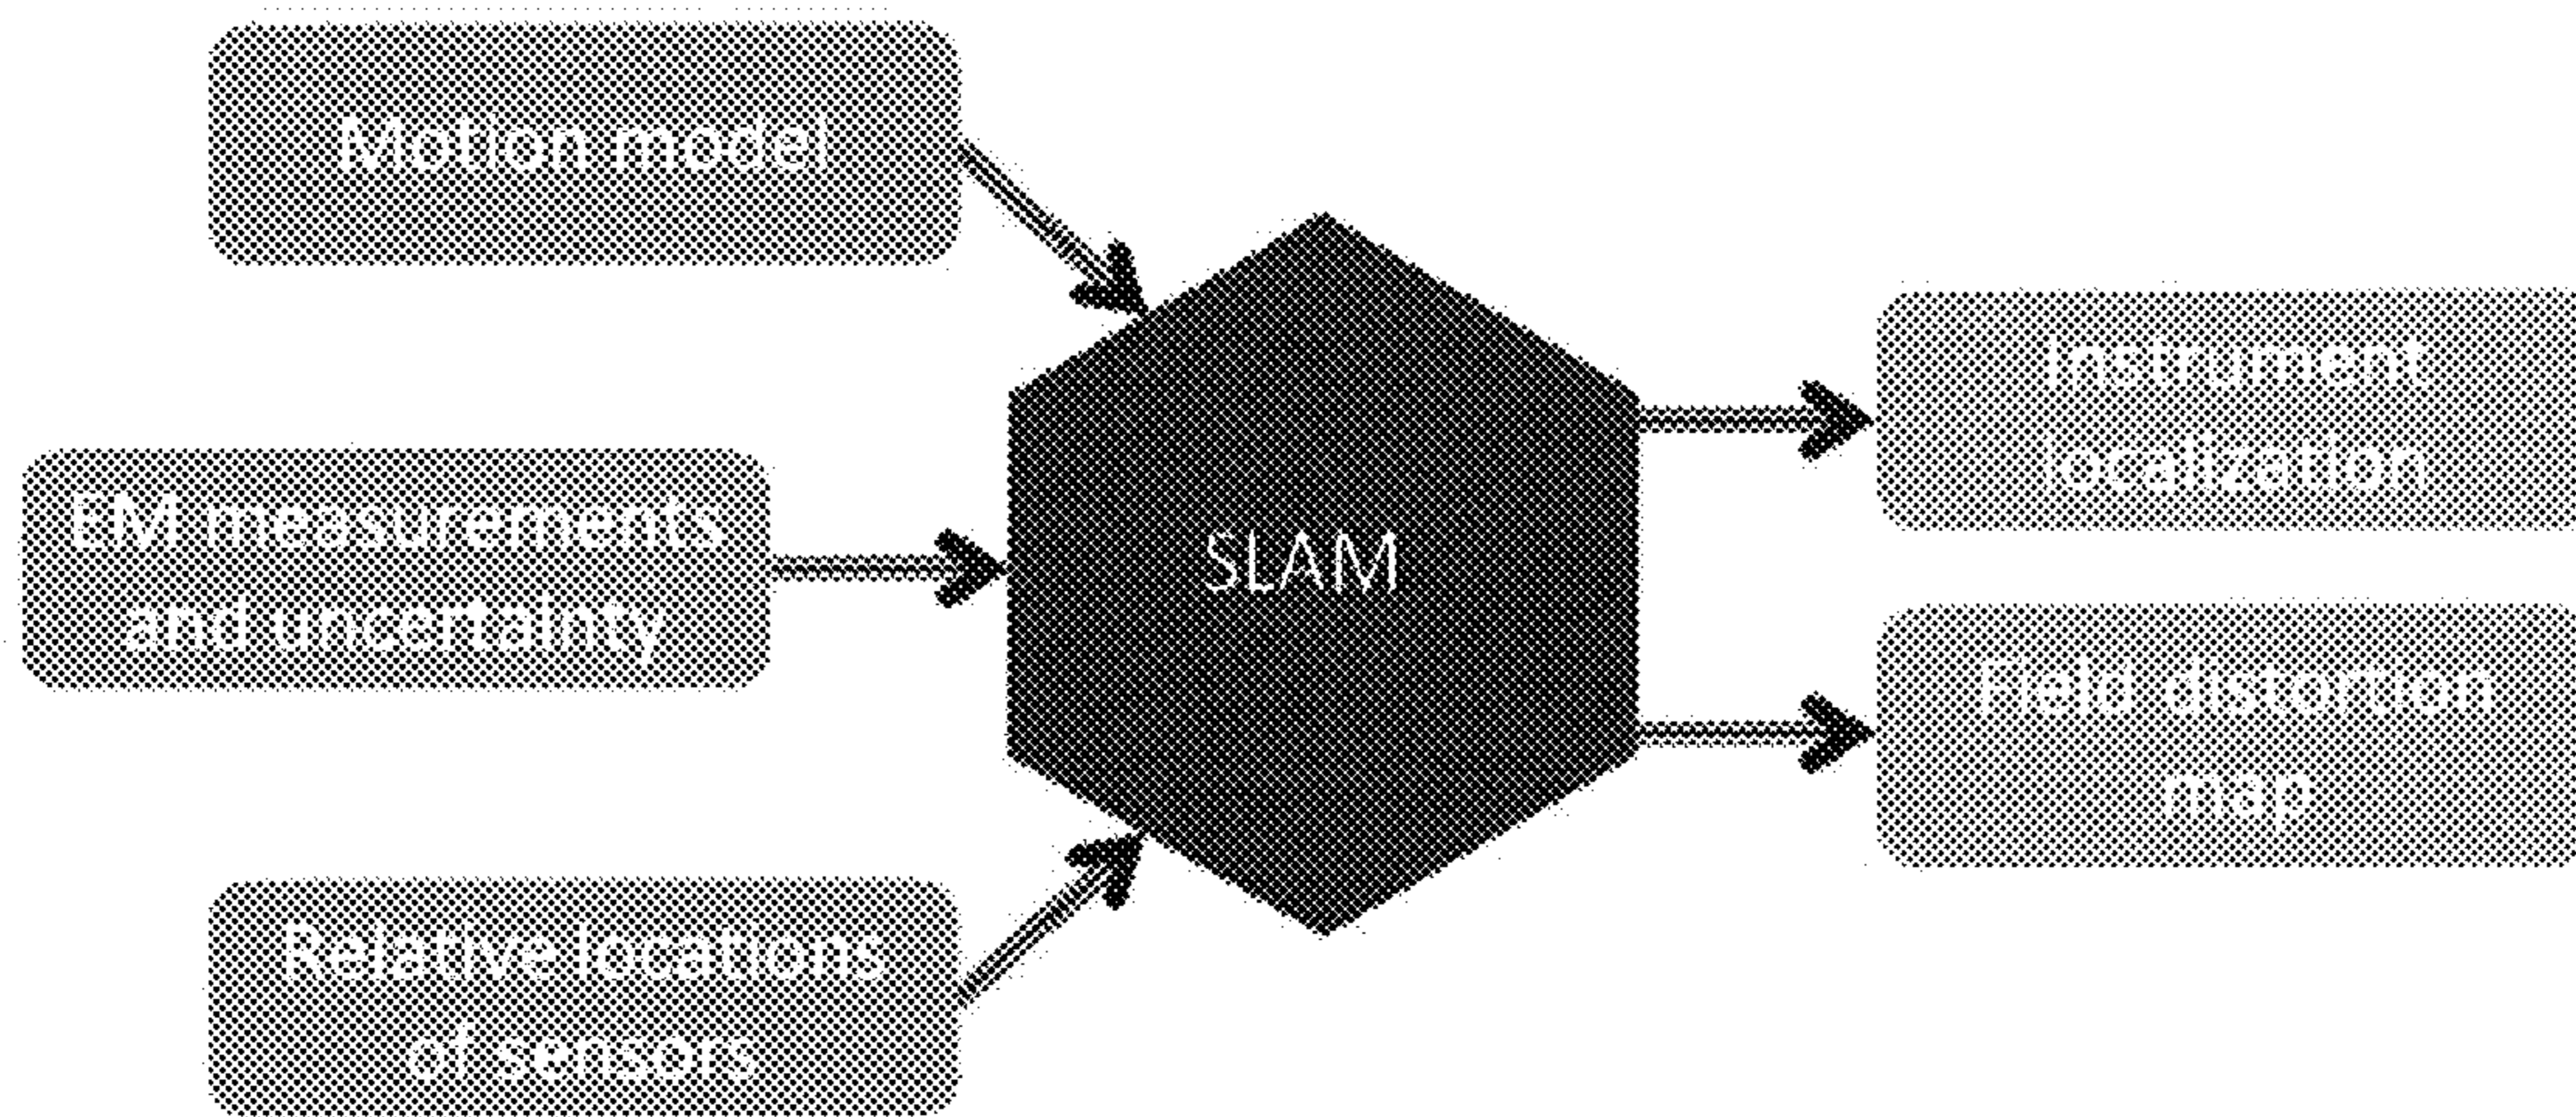 Motion model
EM measurements
and uncertainty
Relative locations
of sensors
SLAM
Instrument
localization
Field distortion
map